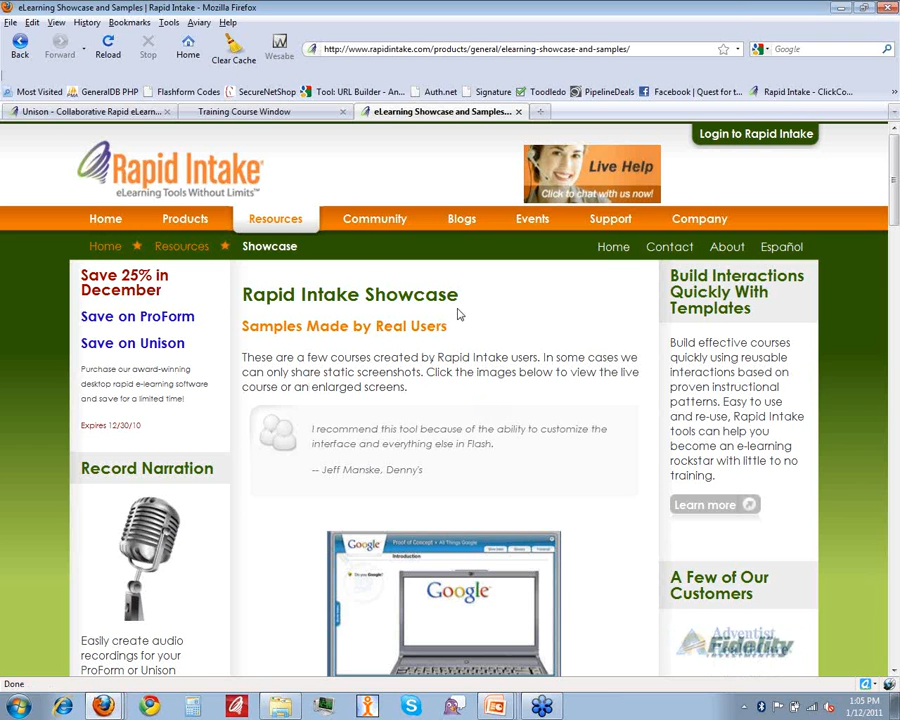 eLearning Showcase and Samples | Rapid Intake - Mozilla Firefox
File Edit View History Bookmarks Tools Aviary Help
Back Forward Reload Stop Home Clear Cache Wesabe
http://www.rapidintake.com/products/general/elearning-showcase-and-samples/
Google
Most Visited GeneralDB PHP Flashform Codes SecureNetShop Tool: URL Builder - An... Auth.net Signature Toodledo PipelineDeals Facebook | Quest for t... Rapid Intake - ClickCo... »
Unison - Collaborative Rapid eLearn... Training Course Window eLearning Showcase and Samples...
Login to Rapid Intake
Rapid Intake
eLearning Tools Without Limits™
Live Help
Click to chat with us now!
Home Products Resources Community Blogs Events Support Company
Home Resources Showcase
Home Contact About Español
Save 25% in
December
Save on ProForm
Save on Unison
Purchase our award-winning
desktop rapid e-learning software
and save for a limited time!
Expires 12/30/10
Record Narration
Easily create audio
recordings for your
ProForm or Unison
Rapid Intake Showcase
Samples Made by Real Users
These are a few courses created by Rapid Intake users. In some cases we
can only share static screenshots. Click the images below to view the live
course or an enlarged screens.
I recommend this tool because of the ability to customize the
interface and everything else in Flash.
-- Jeff Manske, Denny's
Google
Proof of Concept • All Things Google
Introduction
Google
Build Interactions
Quickly With
Templates
Build effective courses
quickly using reusable
interactions based on
proven instructional
patterns. Easy to use
and re-use, Rapid Intake
tools can help you
become an e-learning
rockstar with little to no
training.
Learn more
A Few of Our
Customers
Adventist
Fidelity
Done
1:05 PM
1/12/2011